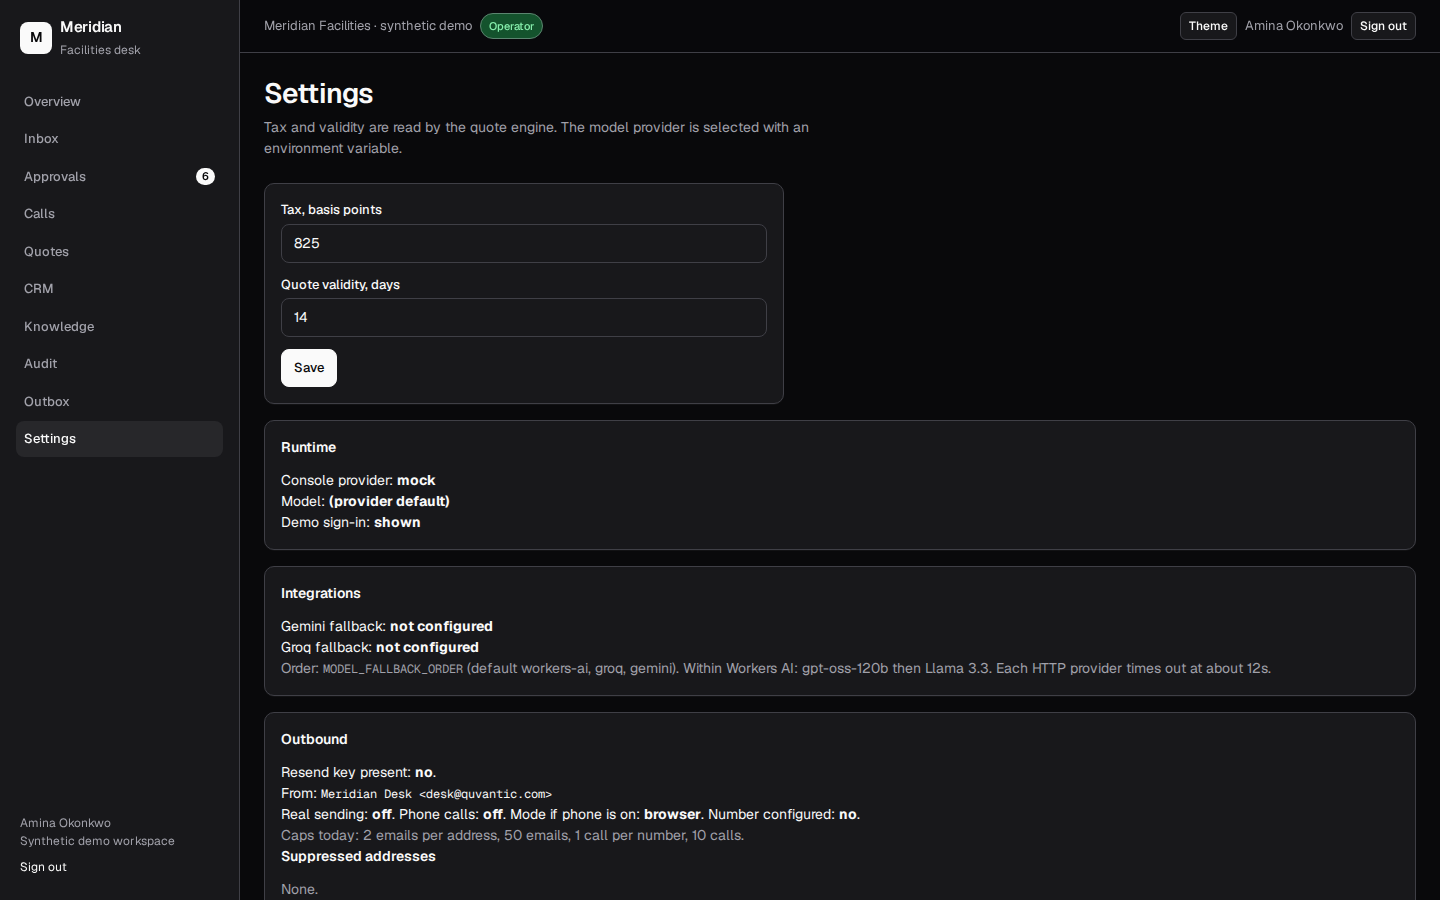 M
Meridian
Facilities desk
Overview
Inbox
Approvals 6
Calls
Quotes
CRM
Knowledge
Audit
Outbox
Settings
Amina Okonkwo
Synthetic demo workspace
Sign out
Meridian Facilities · synthetic demo Operator Theme Amina Okonkwo Sign out
Settings
Tax and validity are read by the quote engine. The model provider is selected with an
environment variable.
Tax, basis points
825
Quote validity, days
14
Save
Runtime
Console provider: mock
Model: (provider default)
Demo sign-in: shown
Integrations
Gemini fallback: not configured
Groq fallback: not configured
Order: MODEL_FALLBACK_ORDER (default workers-ai, groq, gemini). Within Workers AI: gpt-oss-120b then Llama 3.3. Each HTTP provider times out at about 12s.
Outbound
Resend key present: no.
From: Meridian Desk <desk@quvantic.com>
Real sending: off. Phone calls: off. Mode if phone is on: browser. Number configured: no.
Caps today: 2 emails per address, 50 emails, 1 call per number, 10 calls.
Suppressed addresses
None.